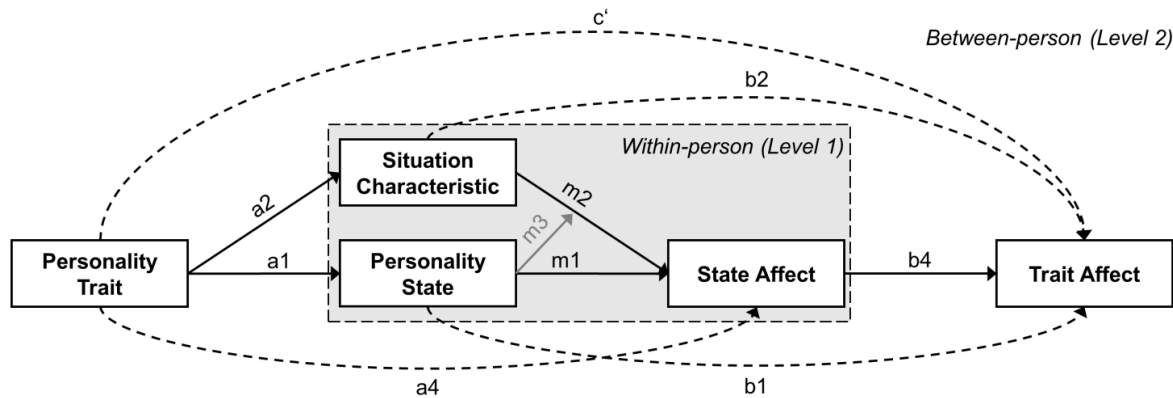 c‘
Between-person (Level 2)
b2
Within-person (Level 1)
Situation
Characteristic
a2
m2
m3
Personality
Trait
a1
Personality
State
m1
State Affect
b4
Trait Affect
a4
b1